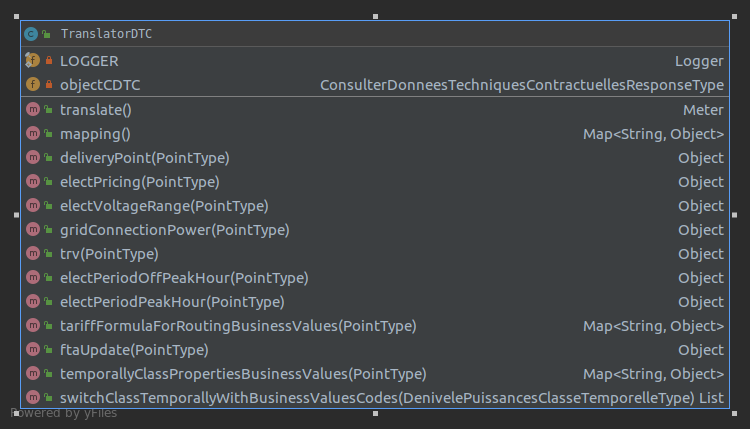 TranslatorDTC
LOGGER Logger
objectCDTC ConsulterDonneesTechniquesContractuellesResponseType
translate() Meter
mapping() Map<String, Object>
deliveryPoint(PointType) Object
electPricing(PointType) Object
electVoltageRange(PointType) Object
gridConnectionPower(PointType) Object
trv(PointType) Object
electPeriodOffPeakHour(PointType) Object
electPeriodPeakHour(PointType) Object
tariffFormulaForRoutingBusinessValues(PointType) Map<String, Object>
ftaUpdate(PointType) Object
temporallyClassPropertiesBusinessValues(PointType) Map<String, Object>
switchClassTemporallyWithBusinessValuesCodes(DenivelePuissancesClasseTemporelleType) List
Powered by yFiles